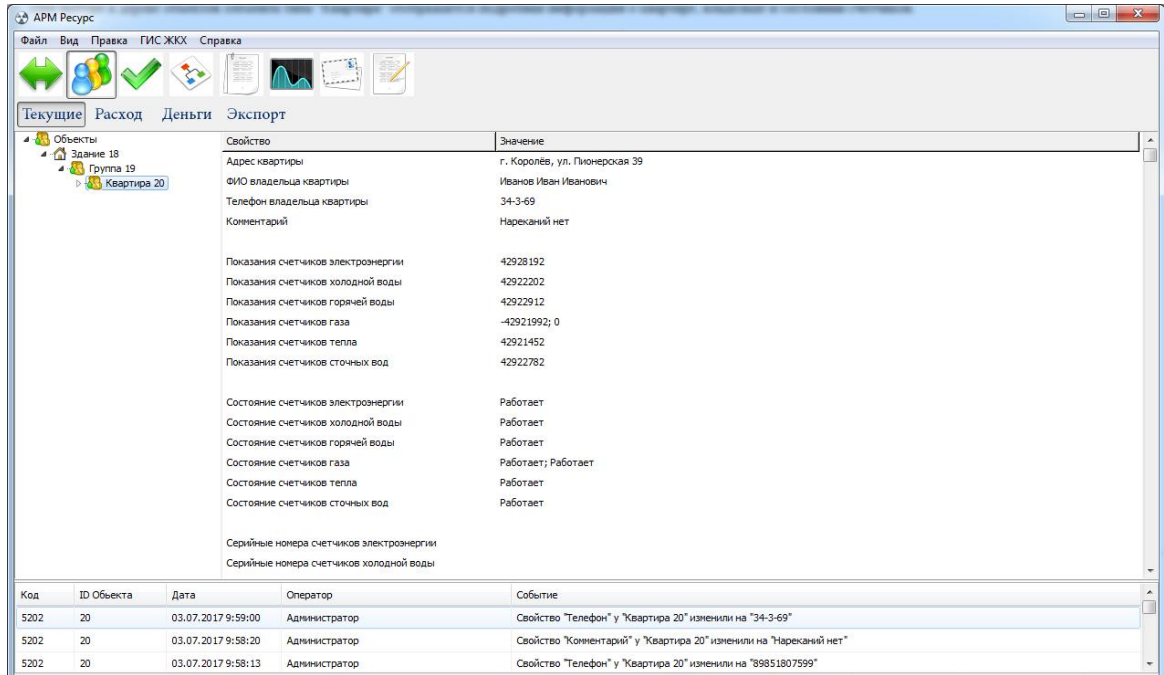 АРМ Ресурс
Файл Вид Правка ГИС ЖКХ Справка
Текущие Расход Деньги Экспорт
Объекты
Здание 18
Группа 19
Квартира 20
Свойство Значение
Адрес квартиры г. Королёв, ул. Пионерская 39
ФИО владельца квартиры Иванов Иван Иванович
Телефон владельца квартиры 34-3-69
Комментарий Нареканий нет
Показания счетчиков электроэнергии 42928192
Показания счетчиков холодной воды 42922202
Показания счетчиков горячей воды 42922912
Показания счетчиков газа -42921992; 0
Показания счетчиков тепла 42921452
Показания счетчиков сточных вод 42922782
Состояние счетчиков электроэнергии Работает
Состояние счетчиков холодной воды Работает
Состояние счетчиков горячей воды Работает
Состояние счетчиков газа Работает; Работает
Состояние счетчиков тепла Работает
Состояние счетчиков сточных вод Работает
Серийные номера счетчиков электроэнергии
Серийные номера счетчиков холодной воды
Код ID Объекта Дата Оператор Событие
5202 20 03.07.2017 9:59:00 Администратор Свойство "Телефон" у "Квартира 20" изменили на "34-3-69"
5202 20 03.07.2017 9:58:20 Администратор Свойство "Комментарий" у "Квартира 20" изменили на "Нареканий нет"
5202 20 03.07.2017 9:58:13 Администратор Свойство "Телефон" у "Квартира 20" изменили на "89851807599"